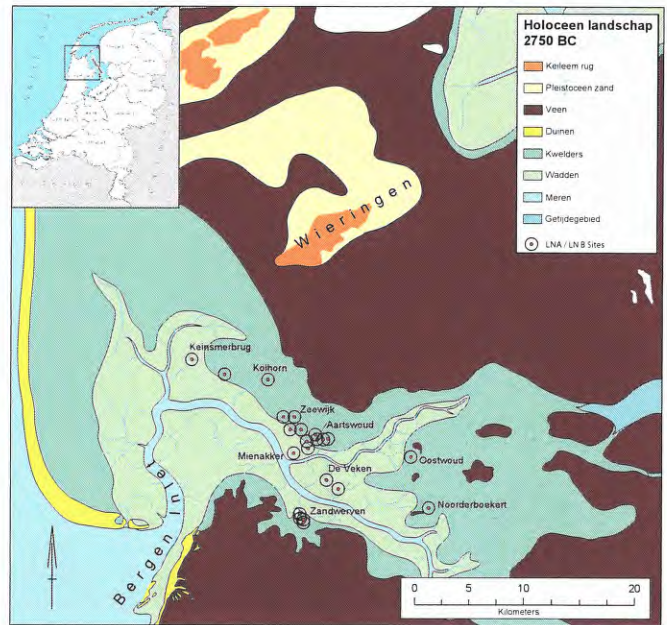 Holoceen landschap
2750 BC
Keileem rug
Pleistoceen zand
Veen
Duinen
Kwelders
Wadden
Meren
Getijdegebied
LNA / LN B Sites
Wieringen
Keinsmerbrug
Kolhorn
Zeewijk
Aartswoud
Mienakker
Oostwoud
De Veken
Noorderboekert
Zandwerven
Bergen Inlet
0 5 10 20
Kilometers